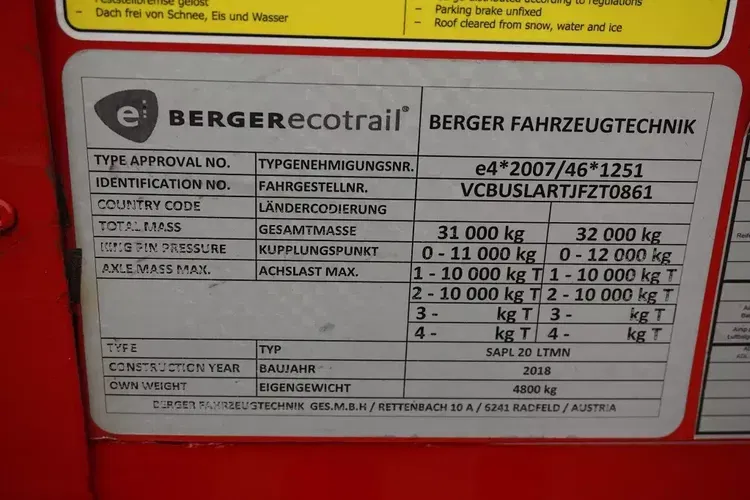 - Dach frei von Schnee, Eis und Wasser
- Parking brake unfixed
- Roof cleared from snow, water and ice
e BERGERecotrail® BERGER FAHRZEUGTECHNIK
TYPE APPROVAL NO. TYPGENEHMIGUNGSNR. e4*2007/46*1251
IDENTIFICATION NO. FAHRGESTELLNR. VCBUSLARTJFZT0861
COUNTRY CODE LÄNDERCODIERUNG
TOTAL MASS GESAMTMASSE 31 000 kg 32 000 kg
KING PIN PRESSURE KUPPLUNGSPUNKT 0 - 11 000 kg 0 - 12 000 kg
AXLE MASS MAX. ACHSLAST MAX. 1 - 10 000 kg T 1 - 10 000 kg T
2 - 10 000 kg T 2 - 10 000 kg T
3 - kg T 3 - kg T
4 - kg T 4 - kg T
TYPE TYP SAPL 20 LTMN
CONSTRUCTION YEAR BAUJAHR 2018
OWN WEIGHT EIGENGEWICHT 4800 kg
BERGER FAHRZEUGTECHNIK GES.M.B.H / RETTENBACH 10 A / 6241 RADFELD / AUSTRIA